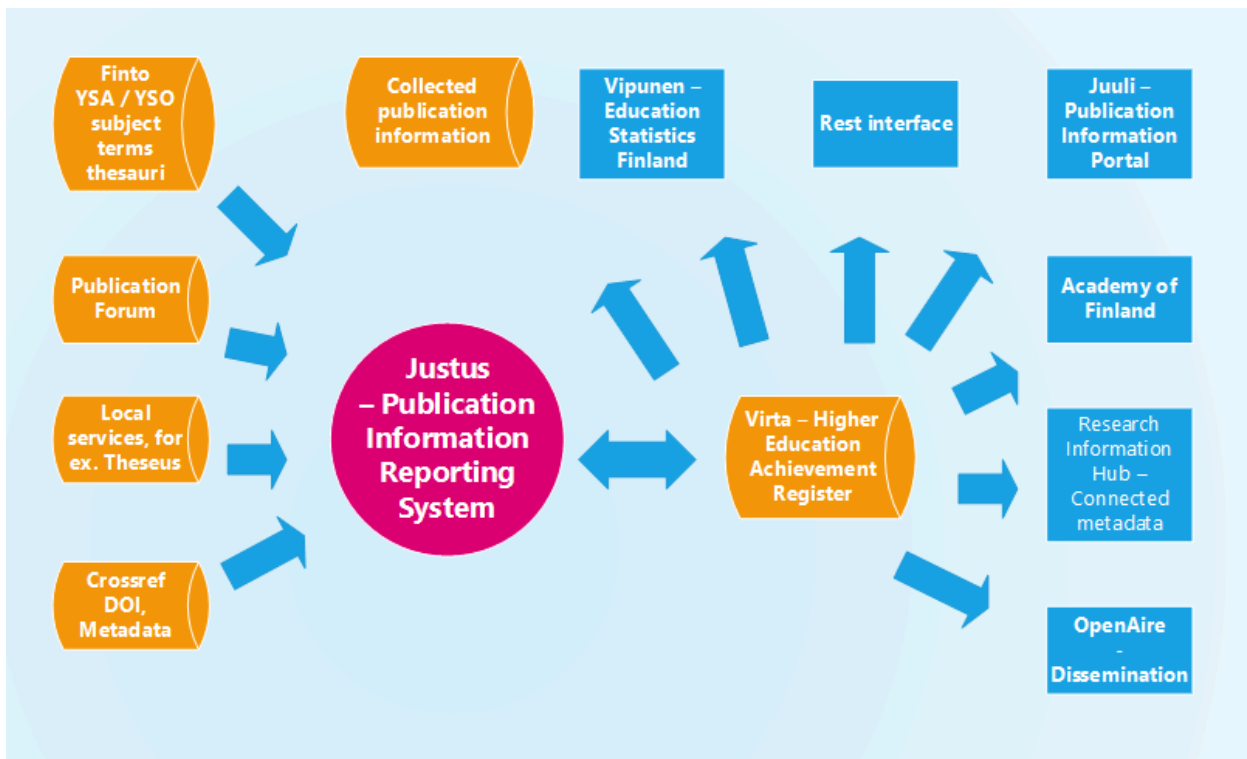 Finto
YSA / YSO
subject
terms
thesauri
Collected
publication
information
Vipunen –
Education
Statistics
Finland
Rest interface
Juuli –
Publication
Information
Portal
Publication
Forum
Academy of
Finland
Local
services, for
ex. Theseus
Justus
– Publication
Information
Reporting
System
Virta – Higher
Education
Achievement
Register
Research
Information
Hub –
Connected
metadata
Crossref
DOI,
Metadata
OpenAire
-
Dissemination